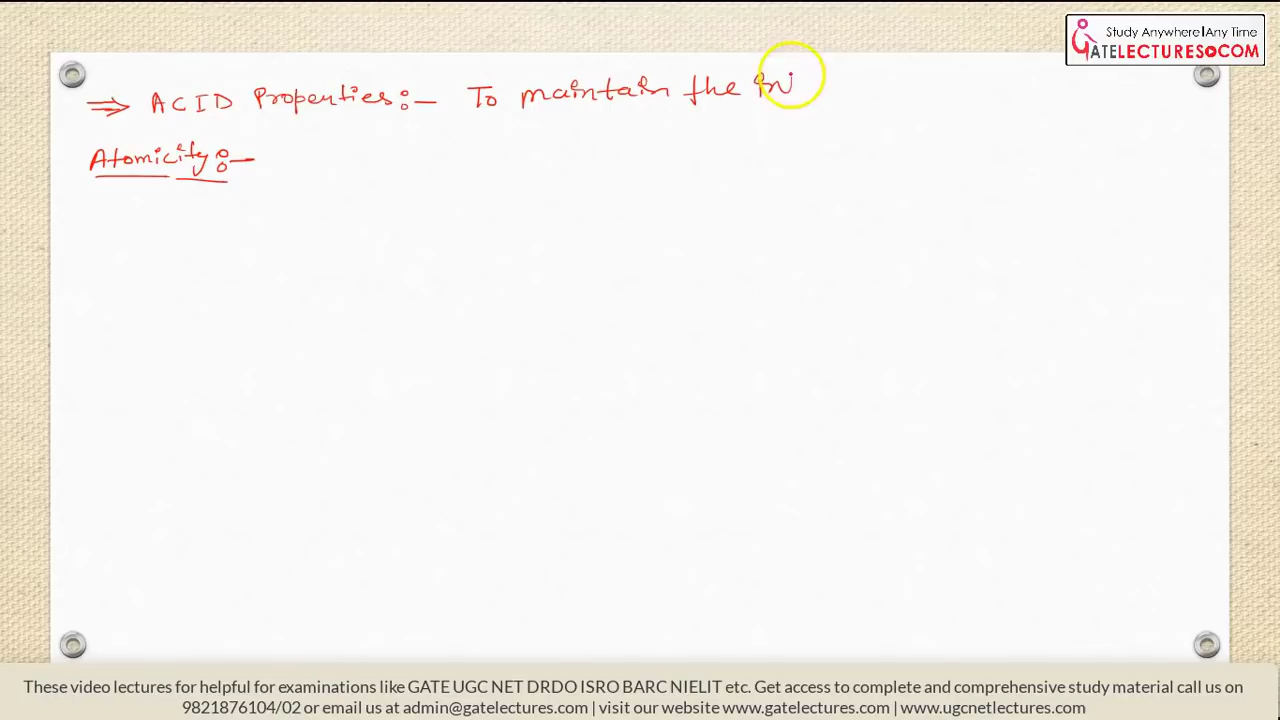 Study Anywhere|Any Time
GATELECTURES.COM
⇒ ACID Properties:- To maintain the in
Atomicity:-
These video lectures for helpful for examinations like GATE UGC NET DRDO ISRO BARC NIELIT etc. Get access to complete and comprehensive study material call us on
9821876104/02 or email us at admin@gatelectures.com | visit our website www.gatelectures.com | www.ugcnetlectures.com